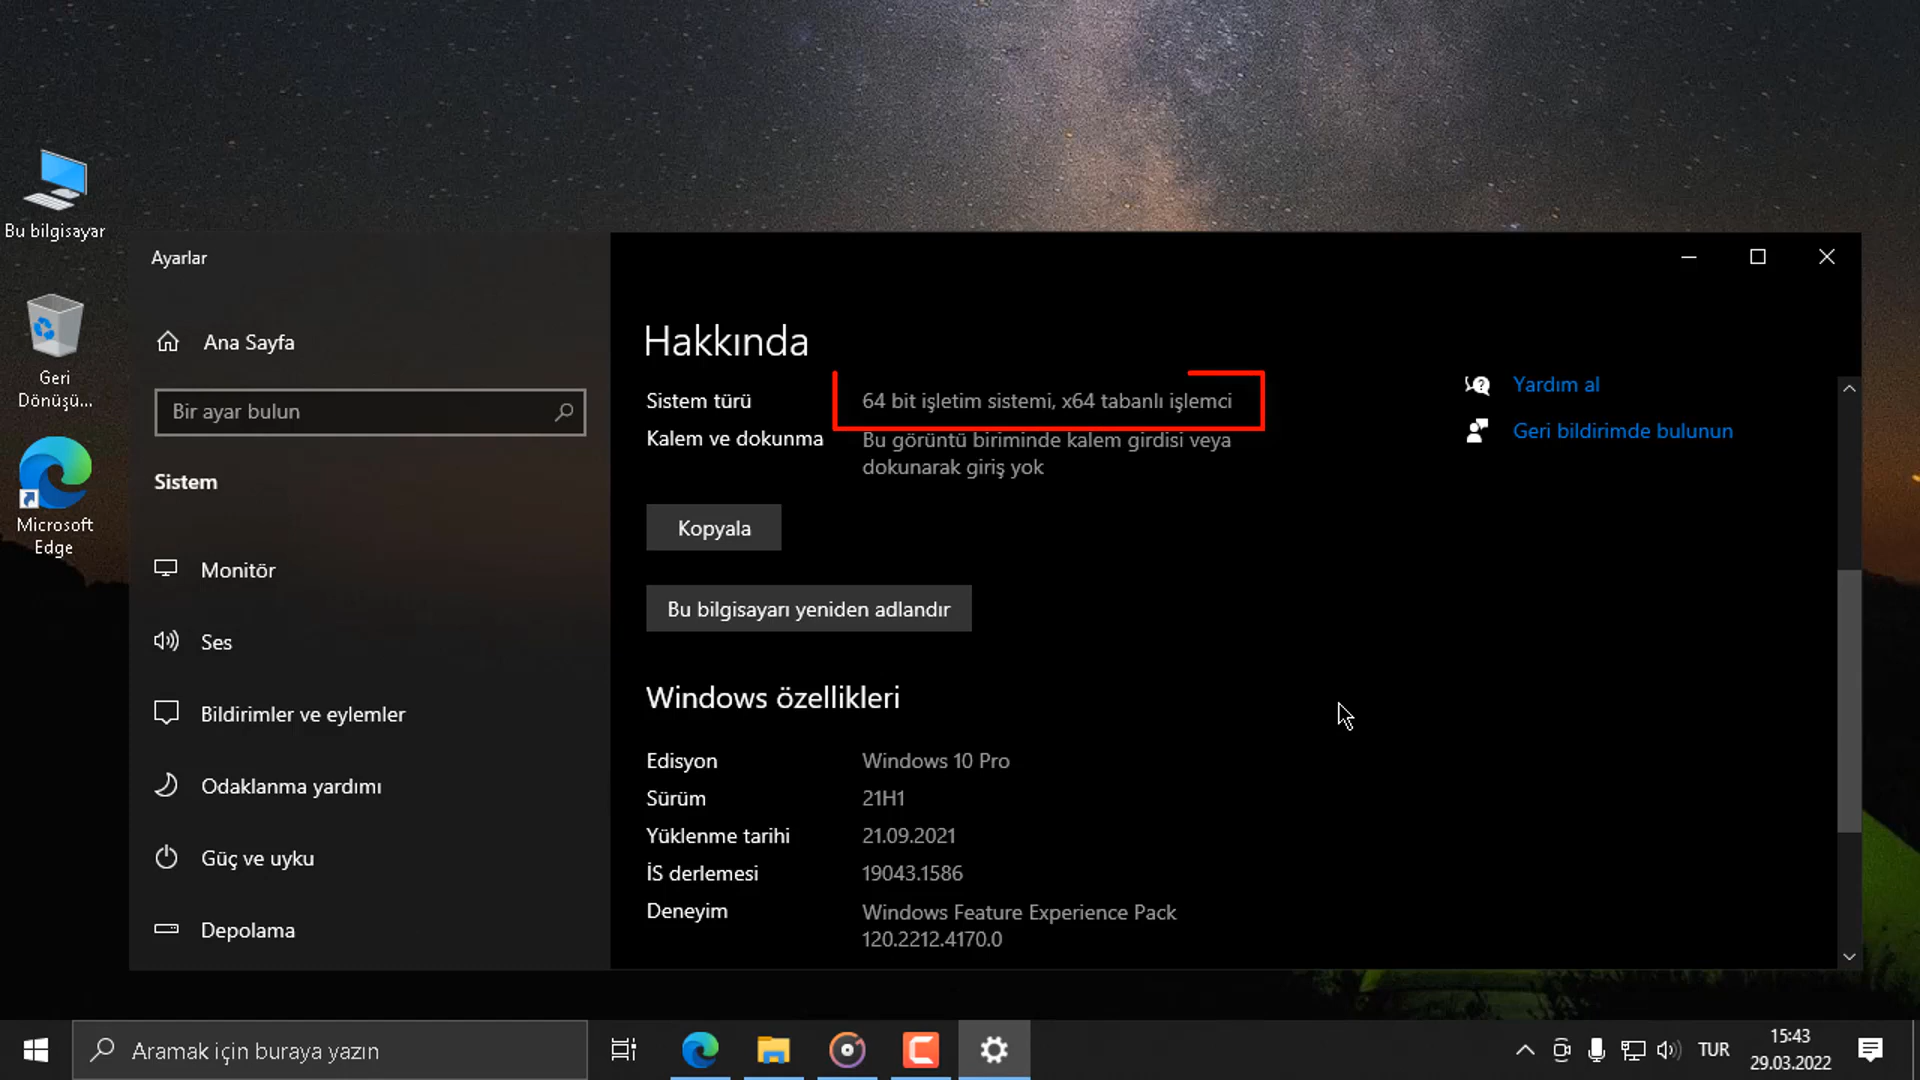 Bu bilgisayar
Geri
Dönüşü...
Microsoft
Edge
Ayarlar
Ana Sayfa
Bir ayar bulun
Sistem
Monitör
Ses
Bildirimler ve eylemler
Odaklanma yardımı
Güç ve uyku
Depolama
Hakkında
Sistem türü 64 bit işletim sistemi, x64 tabanlı işlemci
Kalem ve dokunma Bu görüntü biriminde kalem girdisi veya
dokunarak giriş yok
Kopyala
Bu bilgisayarı yeniden adlandır
Windows özellikleri
Edisyon Windows 10 Pro
Sürüm 21H1
Yüklenme tarihi 21.09.2021
İS derlemesi 19043.1586
Deneyim Windows Feature Experience Pack
120.2212.4170.0
Yardım al
Geri bildirimde bulunun
Aramak için buraya yazın
TUR
15:43
29.03.2022